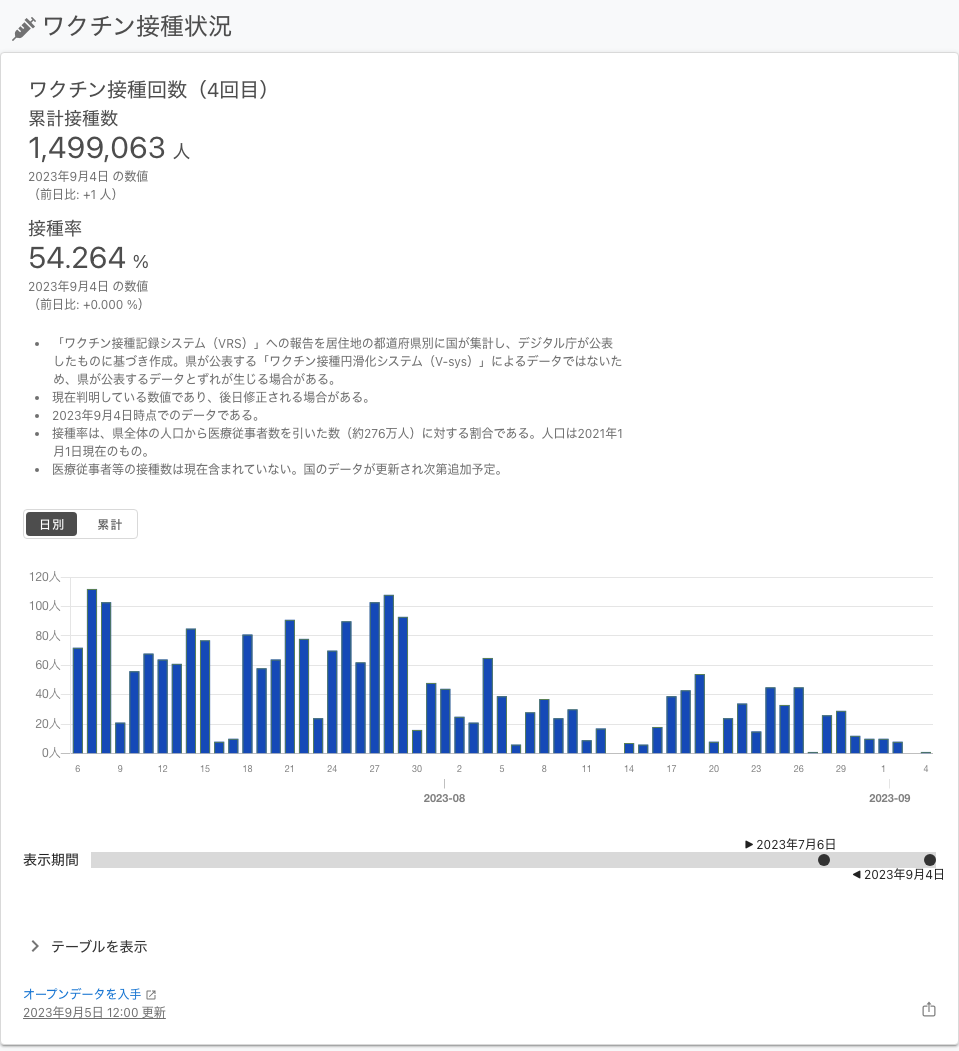 ワクチン接種状況
ワクチン接種回数（4回目）
累計接種数
1,499,063 人
2023年9月4日 の数値
（前日比: +1 人）
接種率
54.264 %
2023年9月4日 の数値
（前日比: +0.000 %）
• 「ワクチン接種記録システム（VRS）」への報告を居住地の都道府県別に国が集計し、デジタル庁が公表
したものに基づき作成。県が公表する「ワクチン接種円滑化システム（V-sys）」によるデータではないた
め、県が公表するデータとずれが生じる場合がある。
• 現在判明している数値であり、後日修正される場合がある。
• 2023年9月4日時点でのデータである。
• 接種率は、県全体の人口から医療従事者数を引いた数（約276万人）に対する割合である。人口は2021年1
月1日現在のもの。
• 医療従事者等の接種数は現在含まれていない。国のデータが更新され次第追加予定。
日別 累計
120人
100人
80人
60人
40人
20人
0人
6 9 12 15 18 21 24 27 30 2 5 8 11 14 17 20 23 26 29 1 4
2023-08 2023-09
▶ 2023年7月6日
表示期間
◀ 2023年9月4日
テーブルを表示
オープンデータを入手
2023年9月5日 12:00 更新